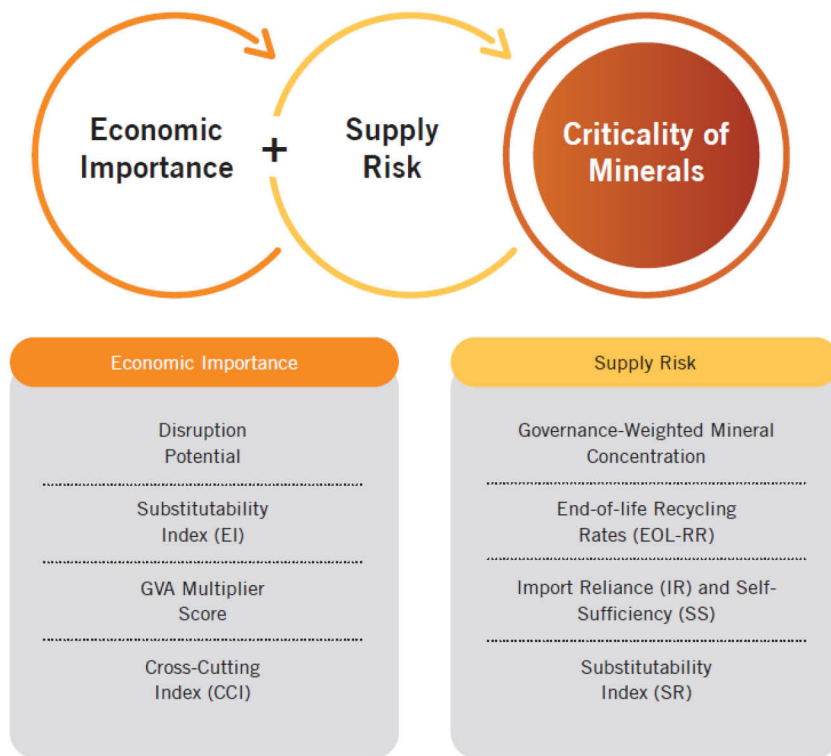 Economic
Importance
+
Supply
Risk
Criticality of
Minerals
Economic Importance
Disruption
Potential
Substitutability
Index (EI)
GVA Multiplier
Score
Cross-Cutting
Index (CCI)
Supply Risk
Governance-Weighted Mineral
Concentration
End-of-life Recycling
Rates (EOL-RR)
Import Reliance (IR) and Self-
Sufficiency (SS)
Substitutability
Index (SR)